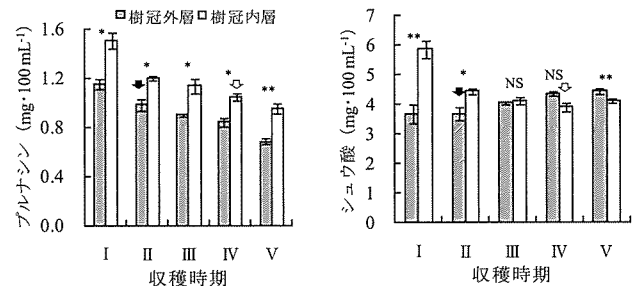 樹冠外層 樹冠内層
プルナシン (mg・100 mL⁻¹)
1.6
1.2
0.8
0.4
0.0
* * * * **
Ⅰ Ⅱ Ⅲ Ⅳ Ⅴ
収穫時期
シュウ酸 (mg・100 mL⁻¹)
7
6
5
4
3
2
1
0
** * NS NS **
Ⅰ Ⅱ Ⅲ Ⅳ Ⅴ
収穫時期